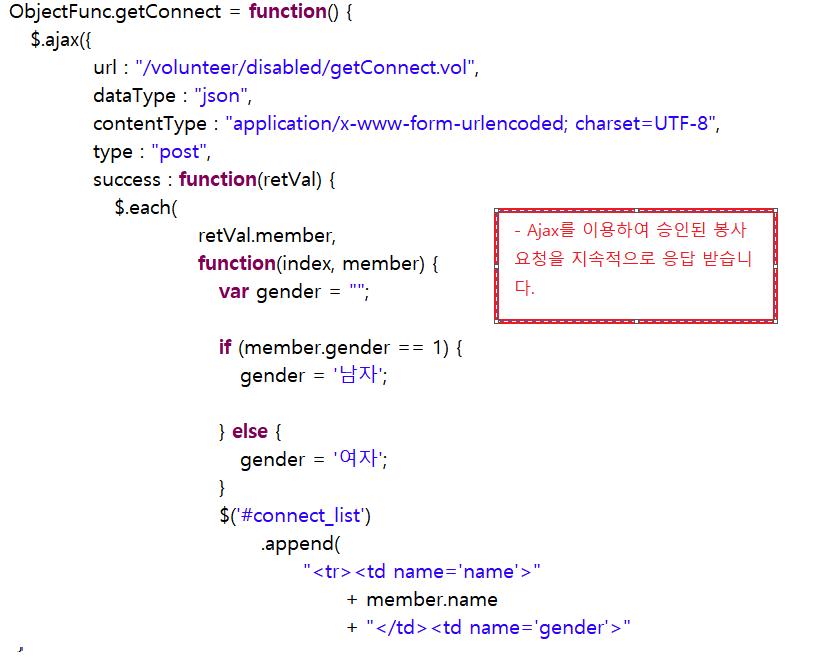 ObjectFunc.getConnect = function() {
$.ajax({
url : "/volunteer/disabled/getConnect.vol",
dataType : "json",
contentType : "application/x-www-form-urlencoded; charset=UTF-8",
type : "post",
success : function(retVal) {
$.each(
retVal.member,
function(index, member) {
var gender = "";
if (member.gender == 1) {
gender = '남자';
} else {
gender = '여자';
}
$('#connect_list')
.append(
"<tr><td name='name'>"
+ member.name
+ "</td><td name='gender'>"
- Ajax를 이용하여 승인된 봉사
요청을 지속적으로 응답 받습니
다.